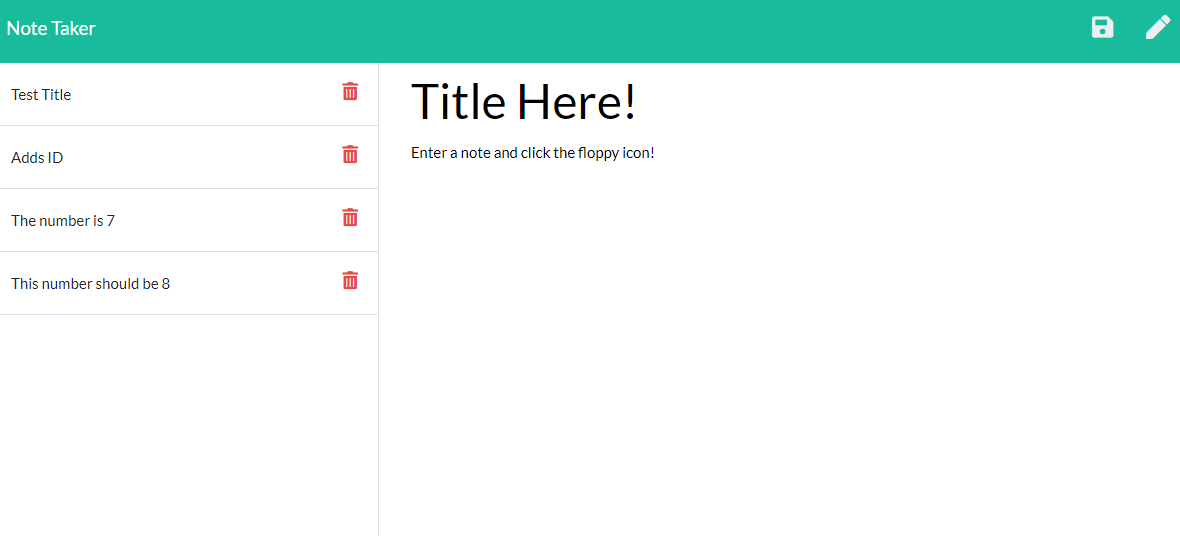 Note Taker
Test Title
Adds ID
The number is 7
This number should be 8
Title Here!
Enter a note and click the floppy icon!